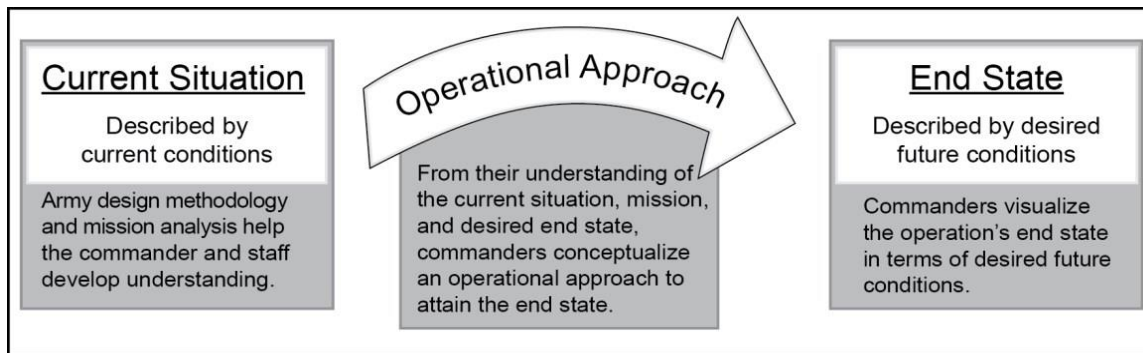 Current Situation
Described by
current conditions
Army design methodology
and mission analysis help
the commander and staff
develop understanding.
Operational Approach
From their understanding of
the current situation, mission,
and desired end state,
commanders conceptualize
an operational approach to
attain the end state.
End State
Described by desired
future conditions
Commanders visualize
the operation’s end state
in terms of desired future
conditions.